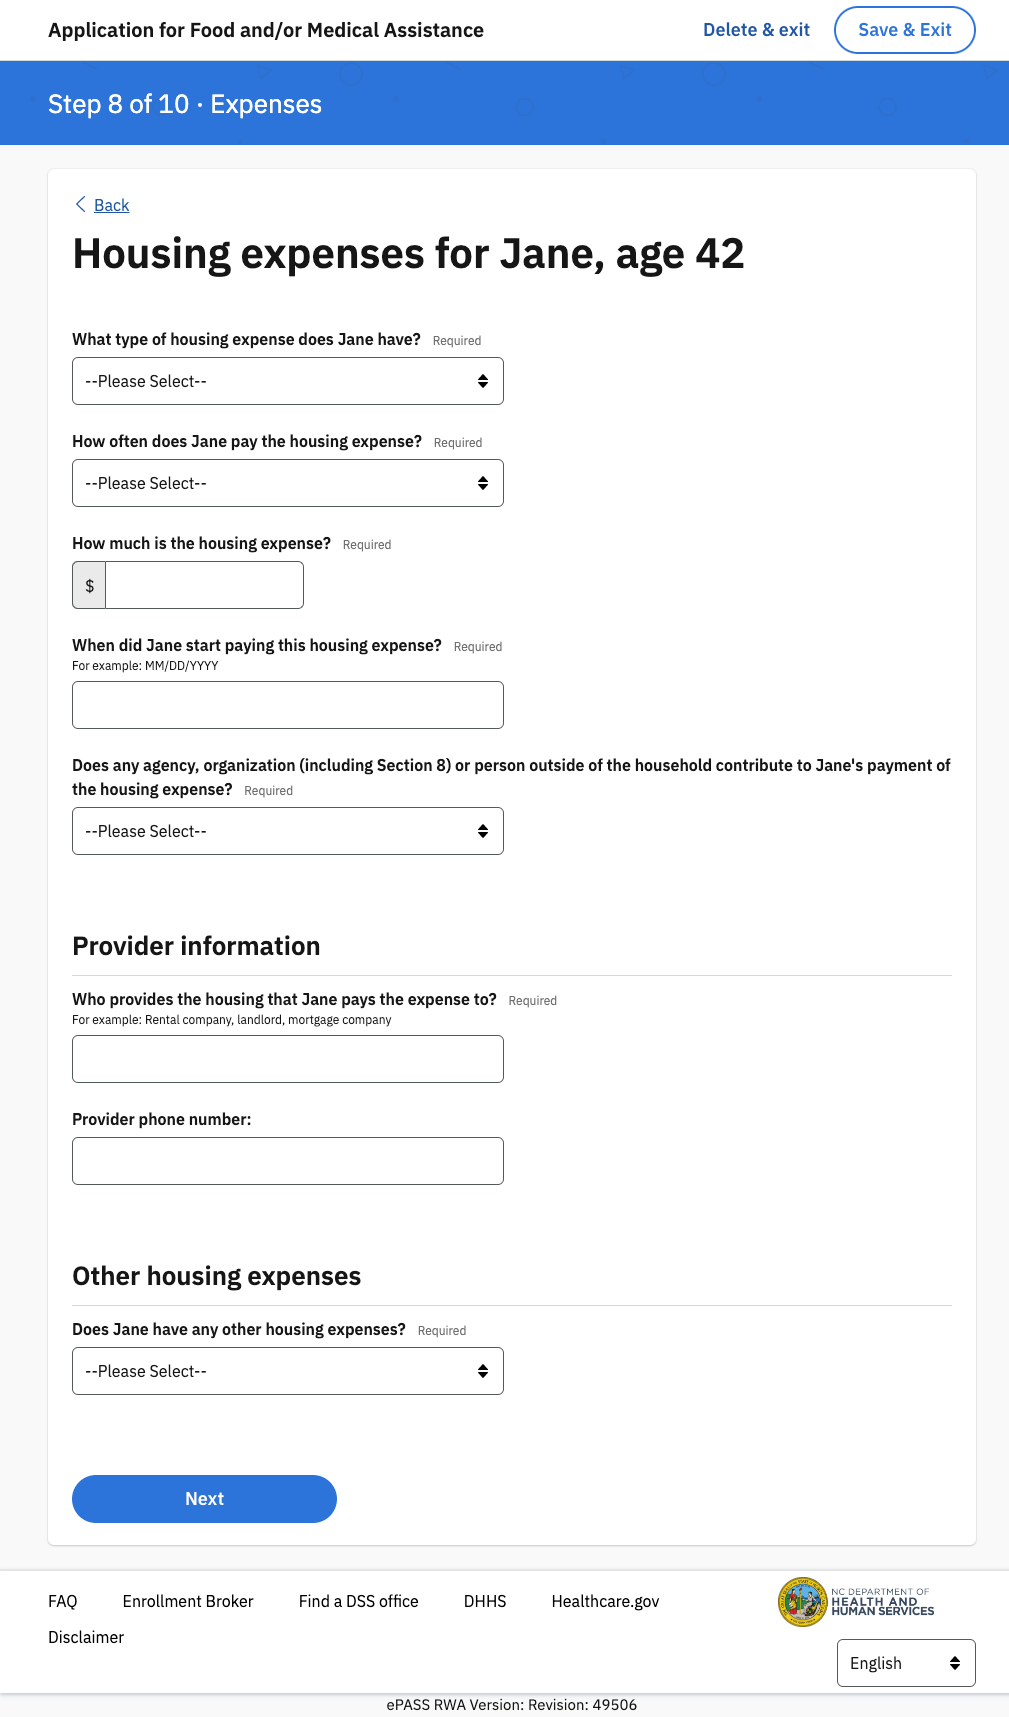 Application for Food and/or Medical Assistance
Delete & exit
Save & Exit
Step 8 of 10 · Expenses
Back
Housing expenses for Jane, age 42
What type of housing expense does Jane have? Required
--Please Select--
How often does Jane pay the housing expense? Required
--Please Select--
How much is the housing expense? Required
$
When did Jane start paying this housing expense? Required
For example: MM/DD/YYYY
Does any agency, organization (including Section 8) or person outside of the household contribute to Jane's payment of
the housing expense? Required
--Please Select--
Provider information
Who provides the housing that Jane pays the expense to? Required
For example: Rental company, landlord, mortgage company
Provider phone number:
Other housing expenses
Does Jane have any other housing expenses? Required
--Please Select--
Next
FAQ
Enrollment Broker
Find a DSS office
DHHS
Healthcare.gov
Disclaimer
NC DEPARTMENT OF
HEALTH AND
HUMAN SERVICES
English
ePASS RWA Version: Revision: 49506